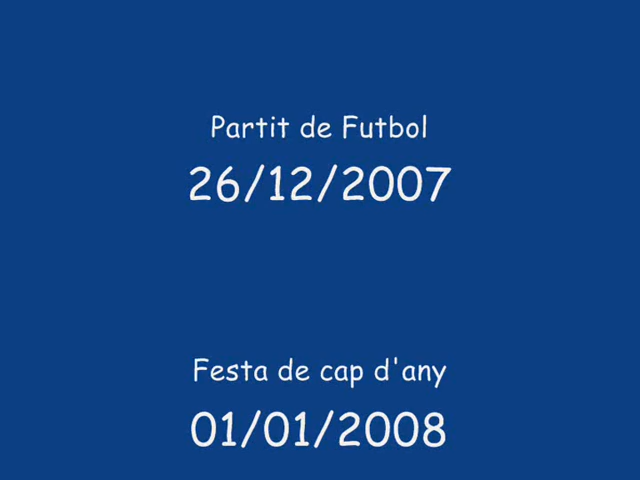 Partit de Futbol
26/12/2007
Festa de cap d'any
01/01/2008